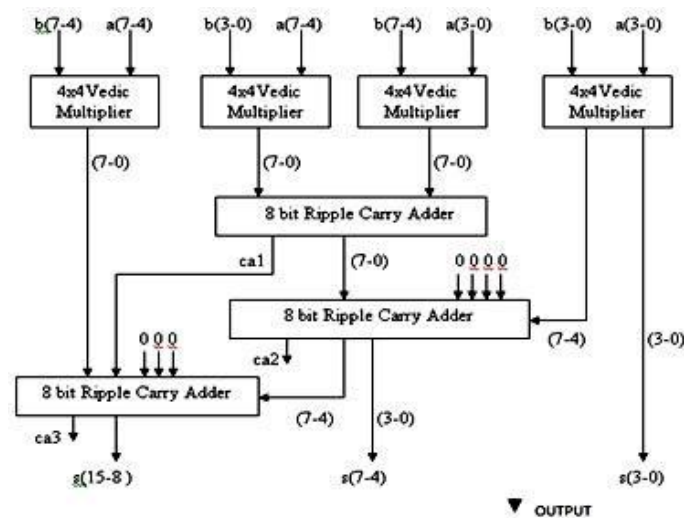 b(7-4) a(7-4) b(3-0) a(7-4) b(7-4) a(3-0) b(3-0) a(3-0)
4x4Vedic Multiplier
4x4Vedic Multiplier
4x4Vedic Multiplier
4x4Vedic Multiplier
(7-0) (7-0) (7-0)
8 bit Ripple Carry Adder
ca1 (7-0) 0 0 0 0
8 bit Ripple Carry Adder
(7-4) (3-0)
0 0 0 ca2
8 bit Ripple Carry Adder
(7-4) (3-0)
ca3
s(15-8) s(7-4) s(3-0)
OUTPUT